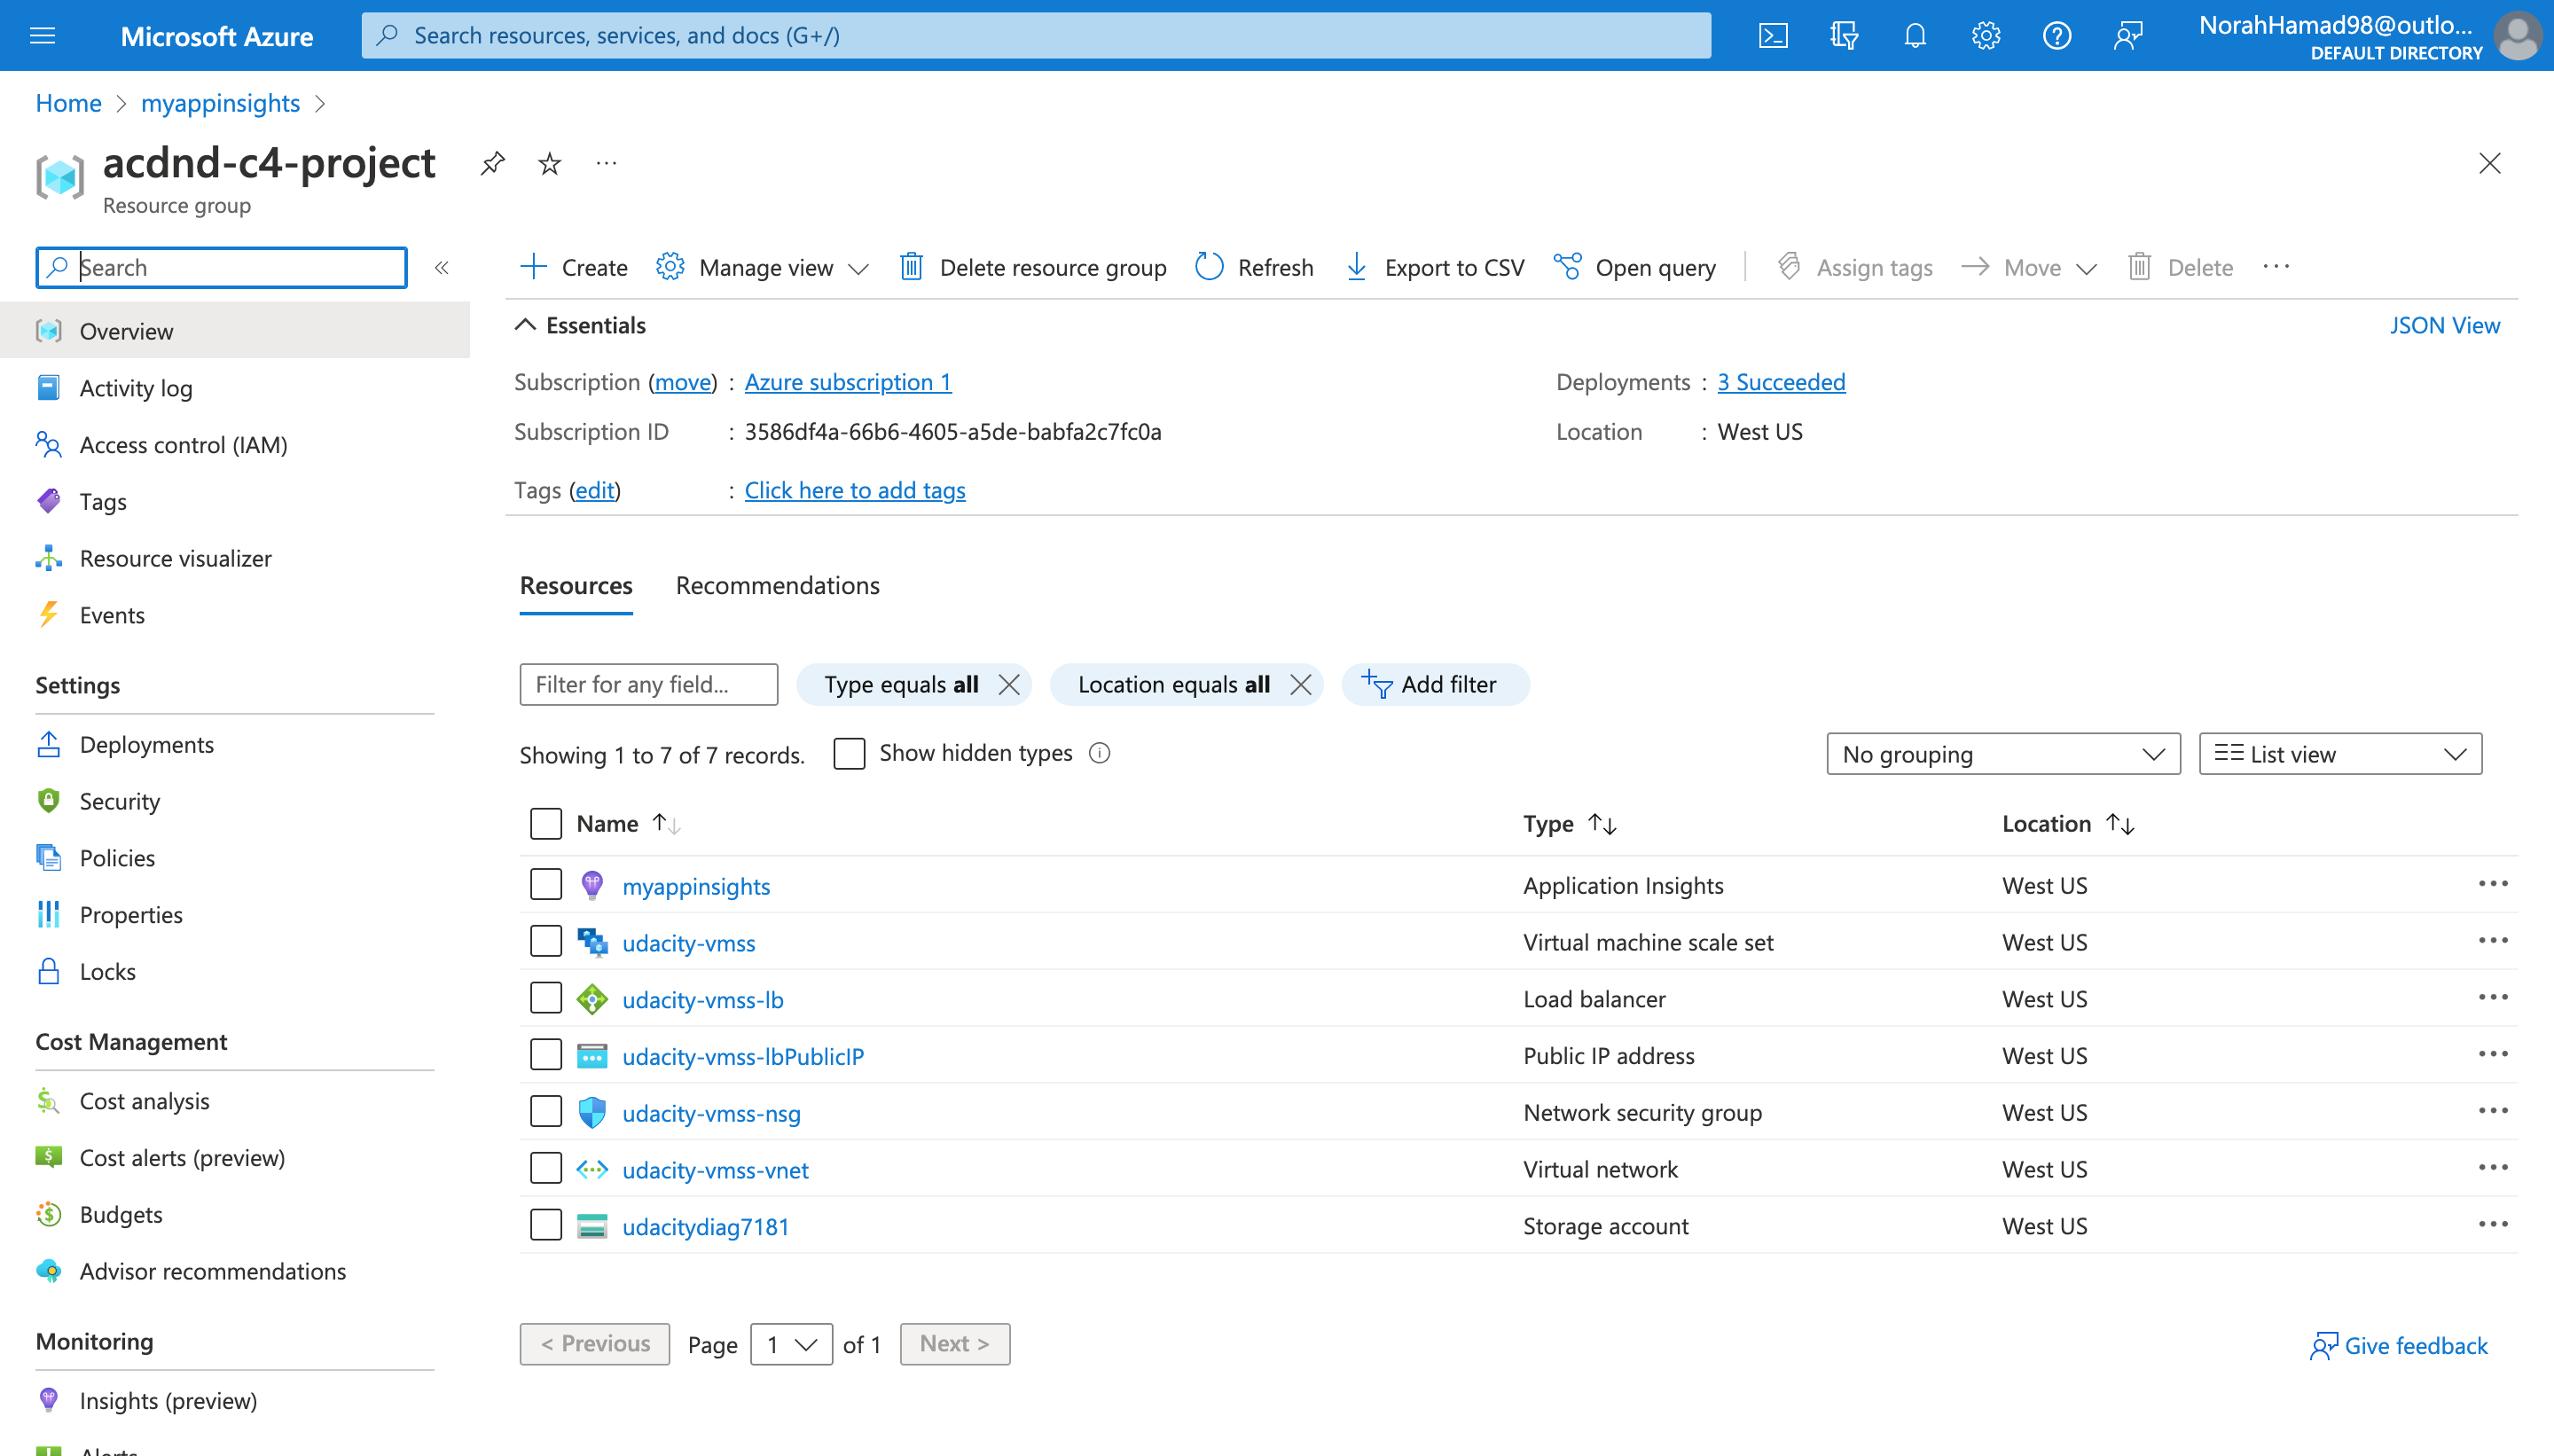 Microsoft Azure
Search resources, services, and docs (G+/)
NorahHamad98@outlo...
DEFAULT DIRECTORY
Home > myappinsights >
acdnd-c4-project
Resource group
Search
Create
Manage view
Delete resource group
Refresh
Export to CSV
Open query
Assign tags
Move
Delete
Overview
Activity log
Access control (IAM)
Tags
Resource visualizer
Events
Settings
Deployments
Security
Policies
Properties
Locks
Cost Management
Cost analysis
Cost alerts (preview)
Budgets
Advisor recommendations
Monitoring
Insights (preview)
Alerts
Essentials
JSON View
Subscription (move) : Azure subscription 1
Deployments : 3 Succeeded
Subscription ID : 3586df4a-66b6-4605-a5de-babfa2c7fc0a
Location : West US
Tags (edit) : Click here to add tags
Resources
Recommendations
Filter for any field...
Type equals all
Location equals all
Add filter
Showing 1 to 7 of 7 records.
Show hidden types
No grouping
List view
Name Type Location
myappinsights Application Insights West US
udacity-vmss Virtual machine scale set West US
udacity-vmss-lb Load balancer West US
udacity-vmss-lbPublicIP Public IP address West US
udacity-vmss-nsg Network security group West US
udacity-vmss-vnet Virtual network West US
udacitydiag7181 Storage account West US
< Previous Page 1 of 1 Next >
Give feedback